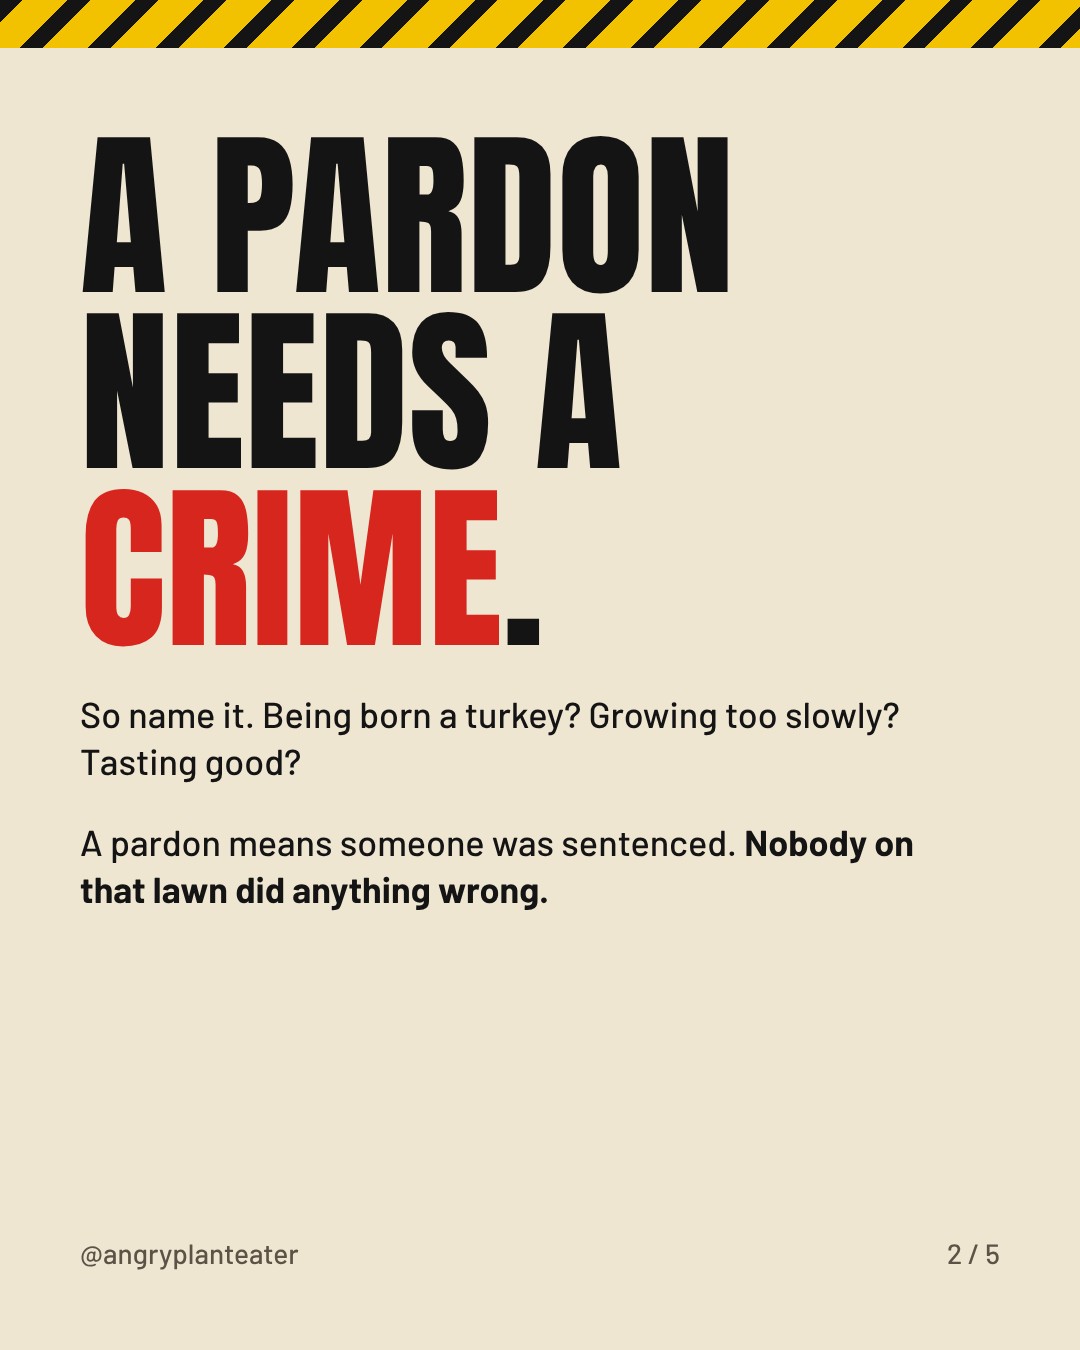 A PARDON
NEEDS A
CRIME.
So name it. Being born a turkey? Growing too slowly?
Tasting good?
A pardon means someone was sentenced. Nobody on
that lawn did anything wrong.
@angryplanteater
2 / 5